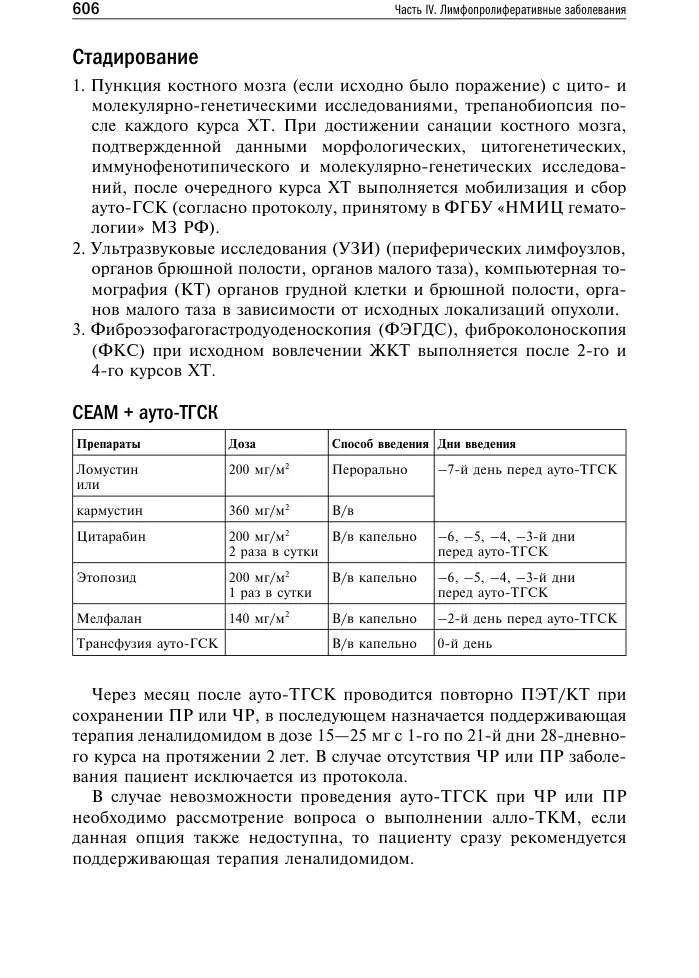 606
Часть IV. Лимфопролиферативные заболевания
Стадирование
1. Пункция костного мозга (если исходно было поражение) с цито- и
молекулярно-генетическими исследованиями, трепанобиопсия по-
сле каждого курса ХТ. При достижении санации костного мозга,
подтвержденной данными морфологических, цитогенетических,
иммунофенотипического и молекулярно-генетических исследова-
ний, после очередного курса ХТ выполняется мобилизация и сбор
ауто-ГСК (согласно протоколу, принятому в ФГБУ «НМИЦ гемато-
логии» МЗ РФ).
2. Ультразвуковые исследования (УЗИ) (периферических лимфоузлов,
органов брюшной полости, органов малого таза), компьютерная то-
мография (КТ) органов грудной клетки и брюшной полости, орга-
нов малого таза в зависимости от исходных локализаций опухоли.
3. Фиброэзофагогастродуоденоскопия (ФЭГДС), фиброколоноскопия
(ФКС) при исходном вовлечении ЖКТ выполняется после 2-го и
4-го курсов ХТ.
CEAM + ауто-ТГСК
Препараты Доза Способ введения Дни введения
Ломустин 200 мг/м² Перорально –7-й день перед ауто-ТГСК
или
кармустин 360 мг/м² В/в
Цитарабин 200 мг/м² В/в капельно –6, –5, –4, –3-й дни
2 раза в сутки перед ауто-ТГСК
Этопозид 200 мг/м² В/в капельно –6, –5, –4, –3-й дни
1 раз в сутки перед ауто-ТГСК
Мелфалан 140 мг/м² В/в капельно –2-й день перед ауто-ТГСК
Трансфузия ауто-ГСК В/в капельно 0-й день
Через месяц после ауто-ТГСК проводится повторно ПЭТ/КТ при
сохранении ПР или ЧР, в последующем назначается поддерживающая
терапия леналидомидом в дозе 15—25 мг с 1-го по 21-й дни 28-дневно-
го курса на протяжении 2 лет. В случае отсутствия ЧР или ПР заболе-
вания пациент исключается из протокола.
В случае невозможности проведения ауто-ТГСК при ЧР или ПР
необходимо рассмотрение вопроса о выполнении алло-ТКМ, если
данная опция также недоступна, то пациенту сразу рекомендуется
поддерживающая терапия леналидомидом.